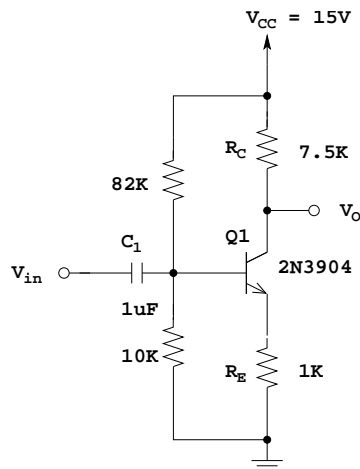 V_CC = 15V
R_C 7.5K
82K
V_O
Q1
C_1
2N3904
V_in
1uF
10K
R_E 1K